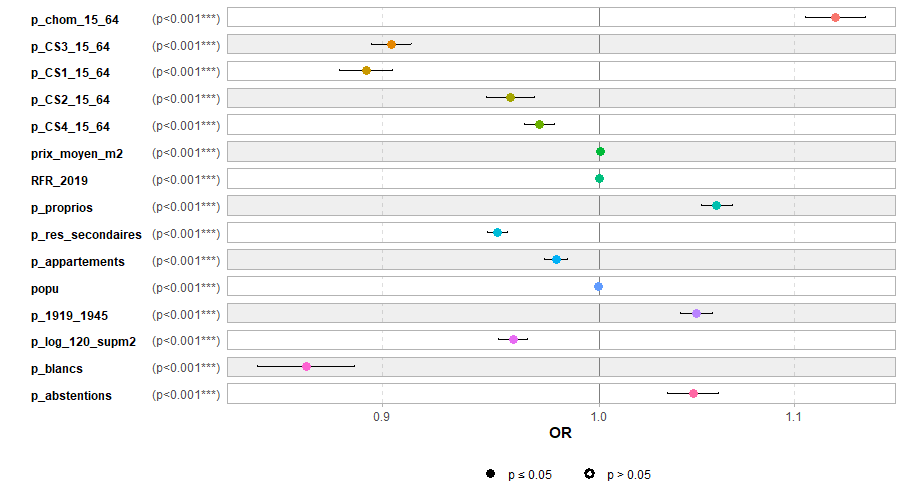 p_chom_15_64 (p<0.001***)
p_CS3_15_64 (p<0.001***)
p_CS1_15_64 (p<0.001***)
p_CS2_15_64 (p<0.001***)
p_CS4_15_64 (p<0.001***)
prix_moyen_m2 (p<0.001***)
RFR_2019 (p<0.001***)
p_proprios (p<0.001***)
p_res_secondaires (p<0.001***)
p_appartements (p<0.001***)
popu (p<0.001***)
p_1919_1945 (p<0.001***)
p_log_120_supm2 (p<0.001***)
p_blancs (p<0.001***)
p_abstentions (p<0.001***)
0.9 1.0 1.1
OR
p ≤ 0.05 p > 0.05